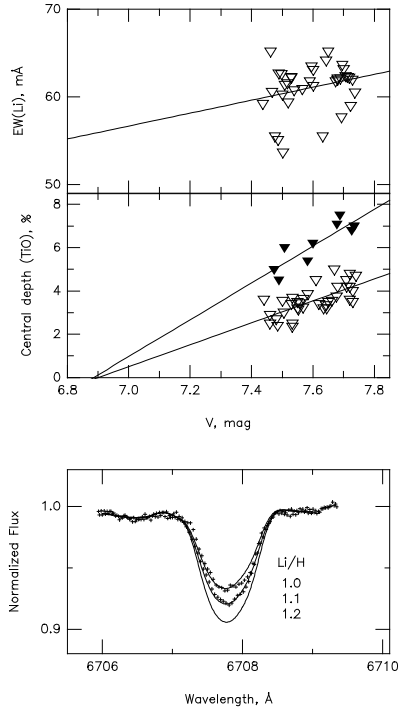 70
EW(Li), mÅ
60
50
8
Central depth (TiO), %
6
4
2
0
6.8 7.0 7.2 7.4 7.6 7.8
V, mag
1.0
Normalized Flux
Li/H
1.0
1.1
1.2
0.9
6706 6708 6710
Wavelength, Å